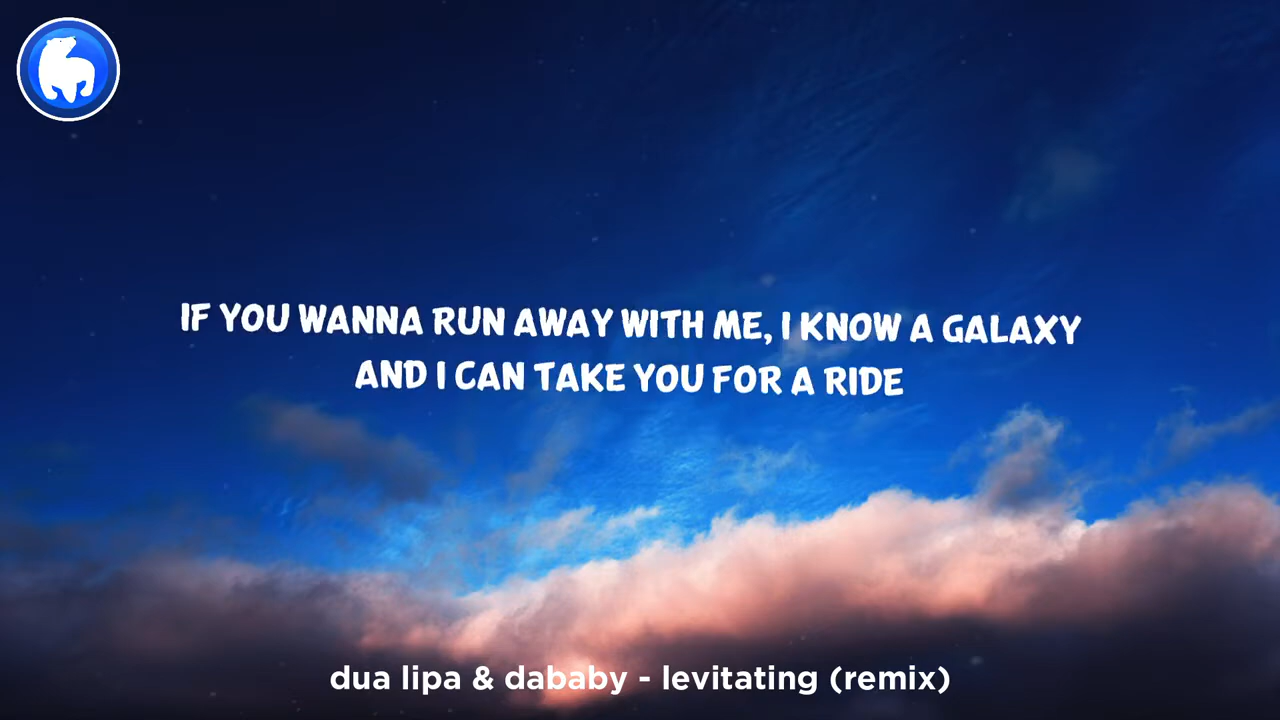 IF YOU WANNA RUN AWAY WITH ME, I KNOW A GALAXY
AND I CAN TAKE YOU FOR A RIDE
dua lipa & dababy - levitating (remix)